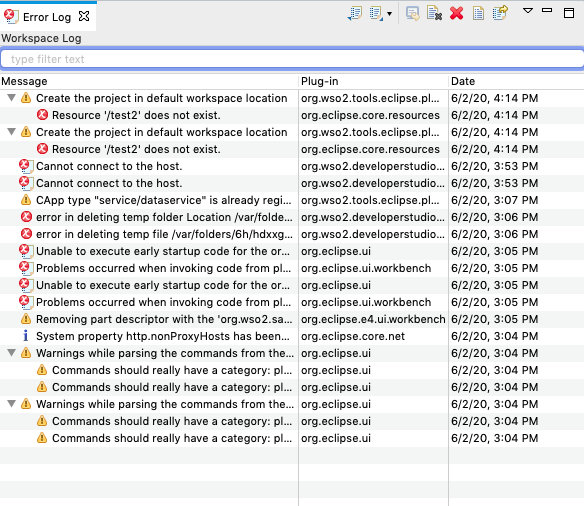 Error Log
Workspace Log
type filter text
Message Plug-in Date
Create the project in default workspace location org.wso2.tools.eclipse.pl... 6/2/20, 4:14 PM
Resource '/test2' does not exist. org.eclipse.core.resources 6/2/20, 4:14 PM
Create the project in default workspace location org.wso2.tools.eclipse.pl... 6/2/20, 4:14 PM
Resource '/test2' does not exist. org.eclipse.core.resources 6/2/20, 4:14 PM
Cannot connect to the host. org.wso2.developerstudio... 6/2/20, 3:53 PM
Cannot connect to the host. org.wso2.developerstudio... 6/2/20, 3:53 PM
CApp type "service/dataservice" is already regi... org.wso2.tools.eclipse.pl... 6/2/20, 3:07 PM
error in deleting temp folder Location /var/folde... org.wso2.developerstudio... 6/2/20, 3:06 PM
error in deleting temp file /var/folders/6h/hdxxg... org.wso2.developerstudio... 6/2/20, 3:06 PM
Unable to execute early startup code for the or... org.eclipse.ui 6/2/20, 3:05 PM
Problems occurred when invoking code from pl... org.eclipse.ui.workbench 6/2/20, 3:05 PM
Unable to execute early startup code for the or... org.eclipse.ui 6/2/20, 3:05 PM
Problems occurred when invoking code from pl... org.eclipse.ui.workbench 6/2/20, 3:05 PM
Removing part descriptor with the 'org.wso2.sa... org.eclipse.e4.ui.workbench 6/2/20, 3:05 PM
System property http.nonProxyHosts has been... org.eclipse.core.net 6/2/20, 3:04 PM
Warnings while parsing the commands from the... org.eclipse.ui 6/2/20, 3:04 PM
Commands should really have a category: pl... org.eclipse.ui 6/2/20, 3:04 PM
Commands should really have a category: pl... org.eclipse.ui 6/2/20, 3:04 PM
Warnings while parsing the commands from the... org.eclipse.ui 6/2/20, 3:04 PM
Commands should really have a category: pl... org.eclipse.ui 6/2/20, 3:04 PM
Commands should really have a category: pl... org.eclipse.ui 6/2/20, 3:04 PM